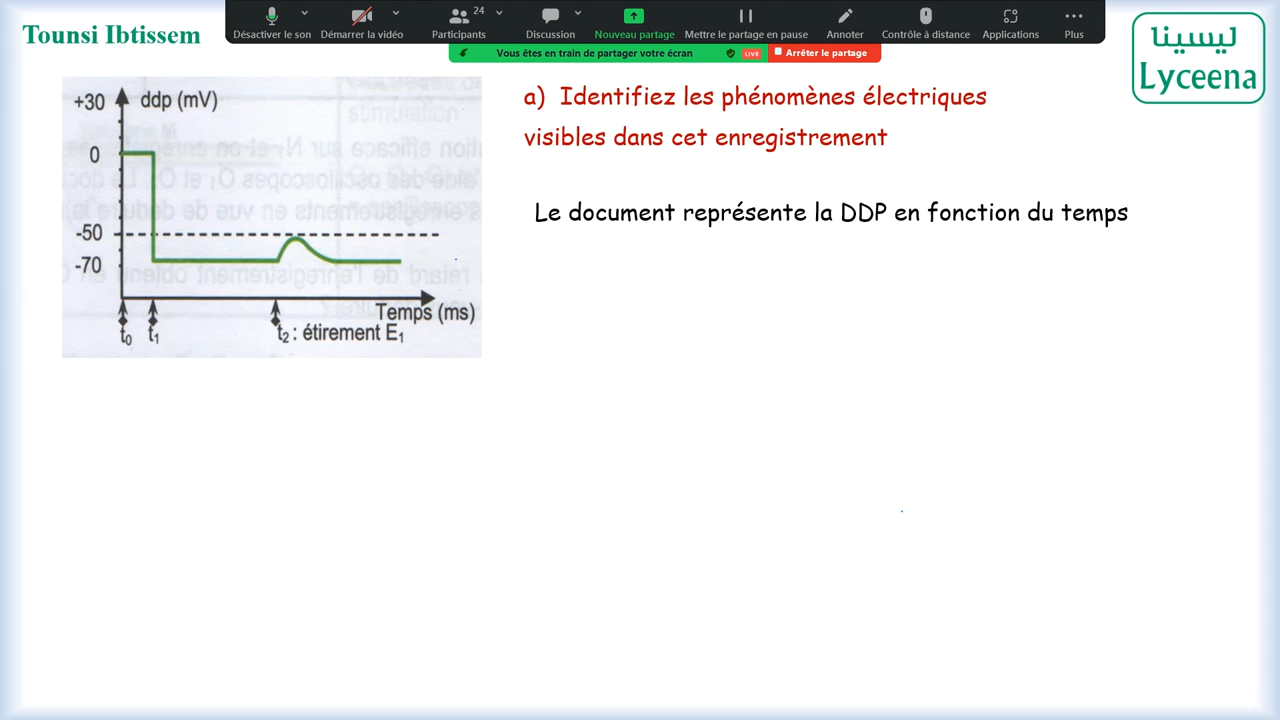 Tounsi Ibtissem
Désactiver le son
Démarrer la vidéo
Participants
24
Discussion
Nouveau partage
Mettre le partage en pause
Annoter
Contrôle à distance
Applications
Plus
Vous êtes en train de partager votre écran
LIVE
Arrêter le partage
ليسينا
Lyceena
a) Identifiez les phénomènes électriques
visibles dans cet enregistrement
Le document représente la DDP en fonction du temps
+30 ddp (mV)
0
-50
-70
Temps (ms)
t0 t1 t2 : étirement E1